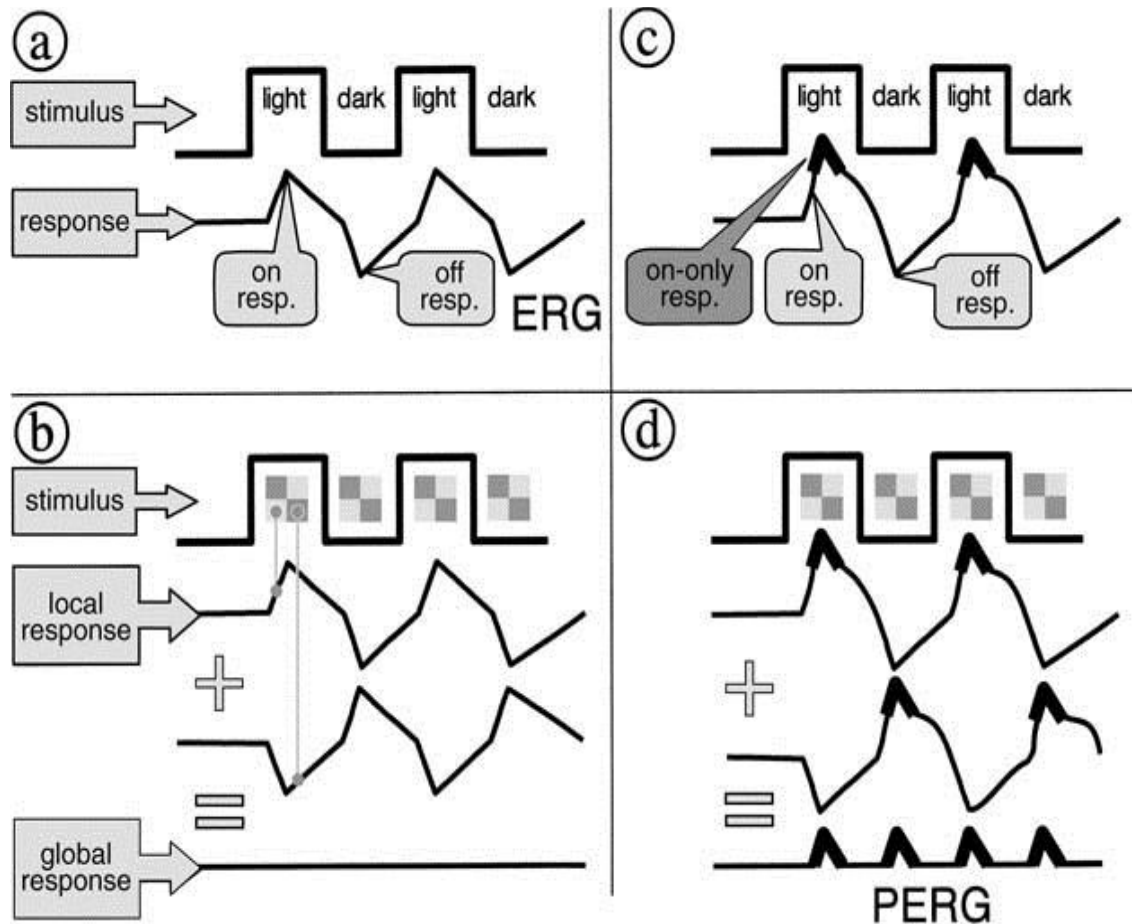 a
stimulus
light
dark
light
dark
response
on
resp.
off
resp.
ERG
c
light
dark
light
dark
on-only
resp.
on
resp.
off
resp.
b
stimulus
local
response
global
response
d
PERG